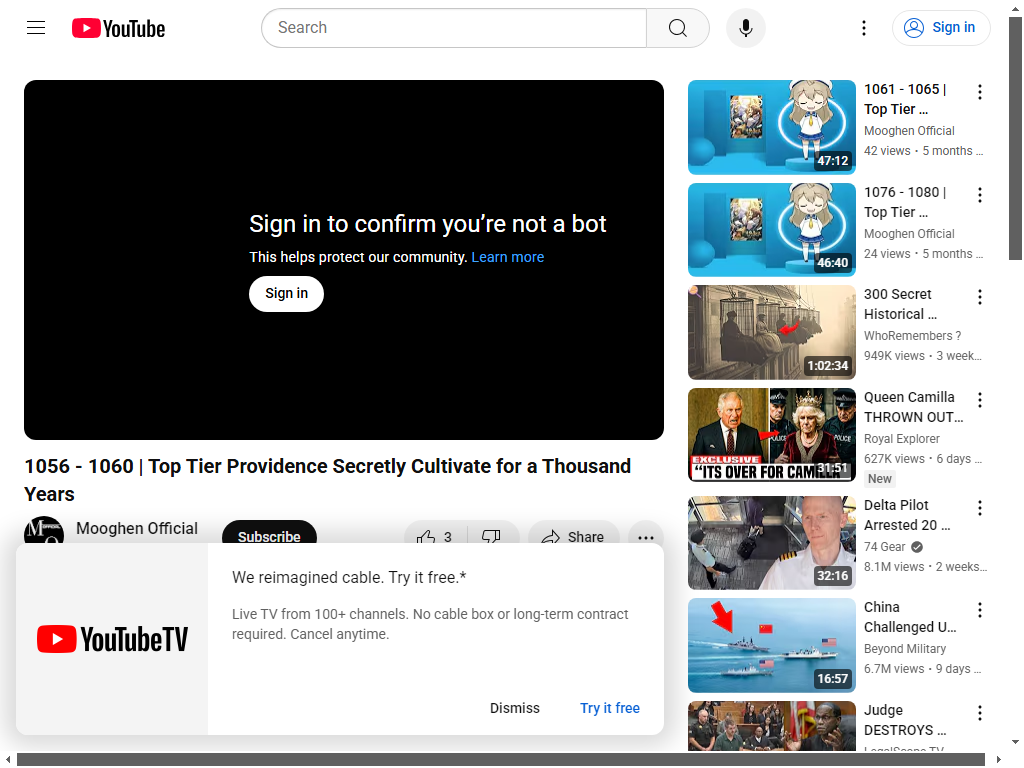 YouTube
Search
Sign in
Sign in to confirm you’re not a bot
This helps protect our community. Learn more
Sign in
1056 - 1060 | Top Tier Providence Secretly Cultivate for a Thousand
Years
Mooghen Official
Subscribe
3
Share
We reimagined cable. Try it free.*
Live TV from 100+ channels. No cable box or long-term contract
required. Cancel anytime.
YouTubeTV
Dismiss
Try it free
47:12
1061 - 1065 |
Top Tier ...
Mooghen Official
42 views • 5 months ...
46:40
1076 - 1080 |
Top Tier ...
Mooghen Official
24 views • 5 months ...
1:02:34
300 Secret
Historical ...
WhoRemembers ?
949K views • 3 week...
POLICE
EXCLUSIVE
"ITS OVER FOR CAMILLA"
31:51
Queen Camilla
THROWN OUT...
Royal Explorer
627K views • 6 days ...
New
32:16
Delta Pilot
Arrested 20 ...
74 Gear
8.1M views • 2 weeks...
16:57
China
Challenged U...
Beyond Military
6.7M views • 9 days ...
Judge
DESTROYS ...
LegalScope TV